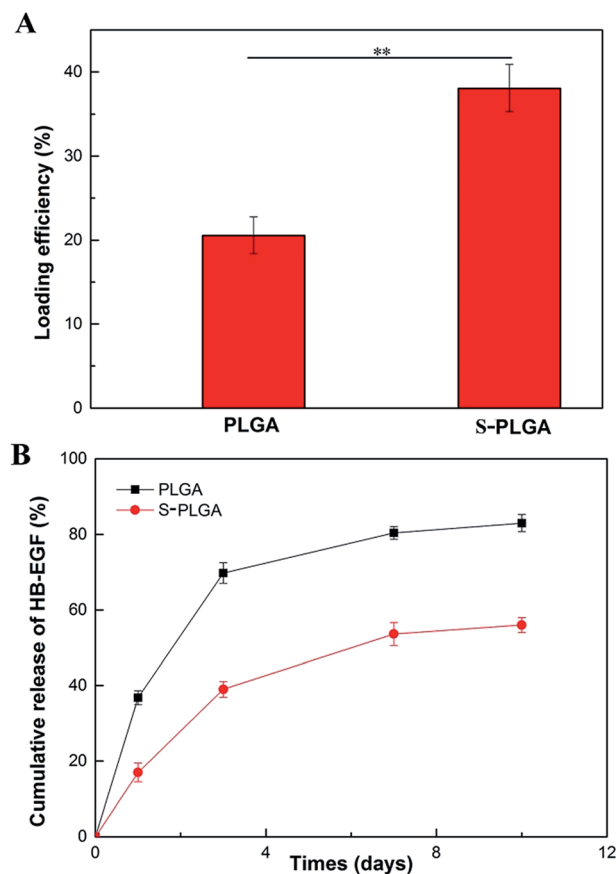 A
**
40
30
20
10
0
Loading efficiency (%)
PLGA
S-PLGA
B
100
80
60
40
20
0
Cumulative release of HB-EGF (%)
PLGA
S-PLGA
0
4
8
12
Times (days)